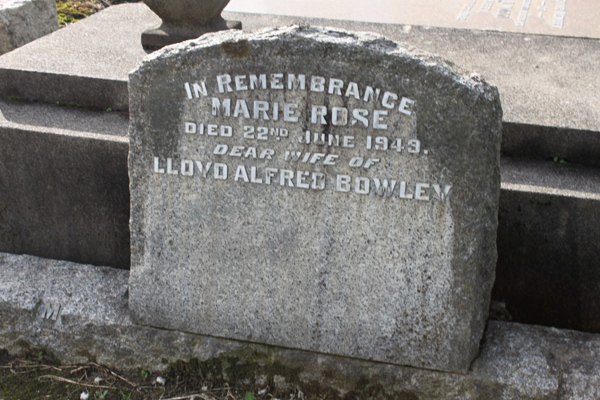 In Remembrance
Marie Rose
Died 22nd June 1949.
Dear Wife of
Lloyd Alfred Bowley